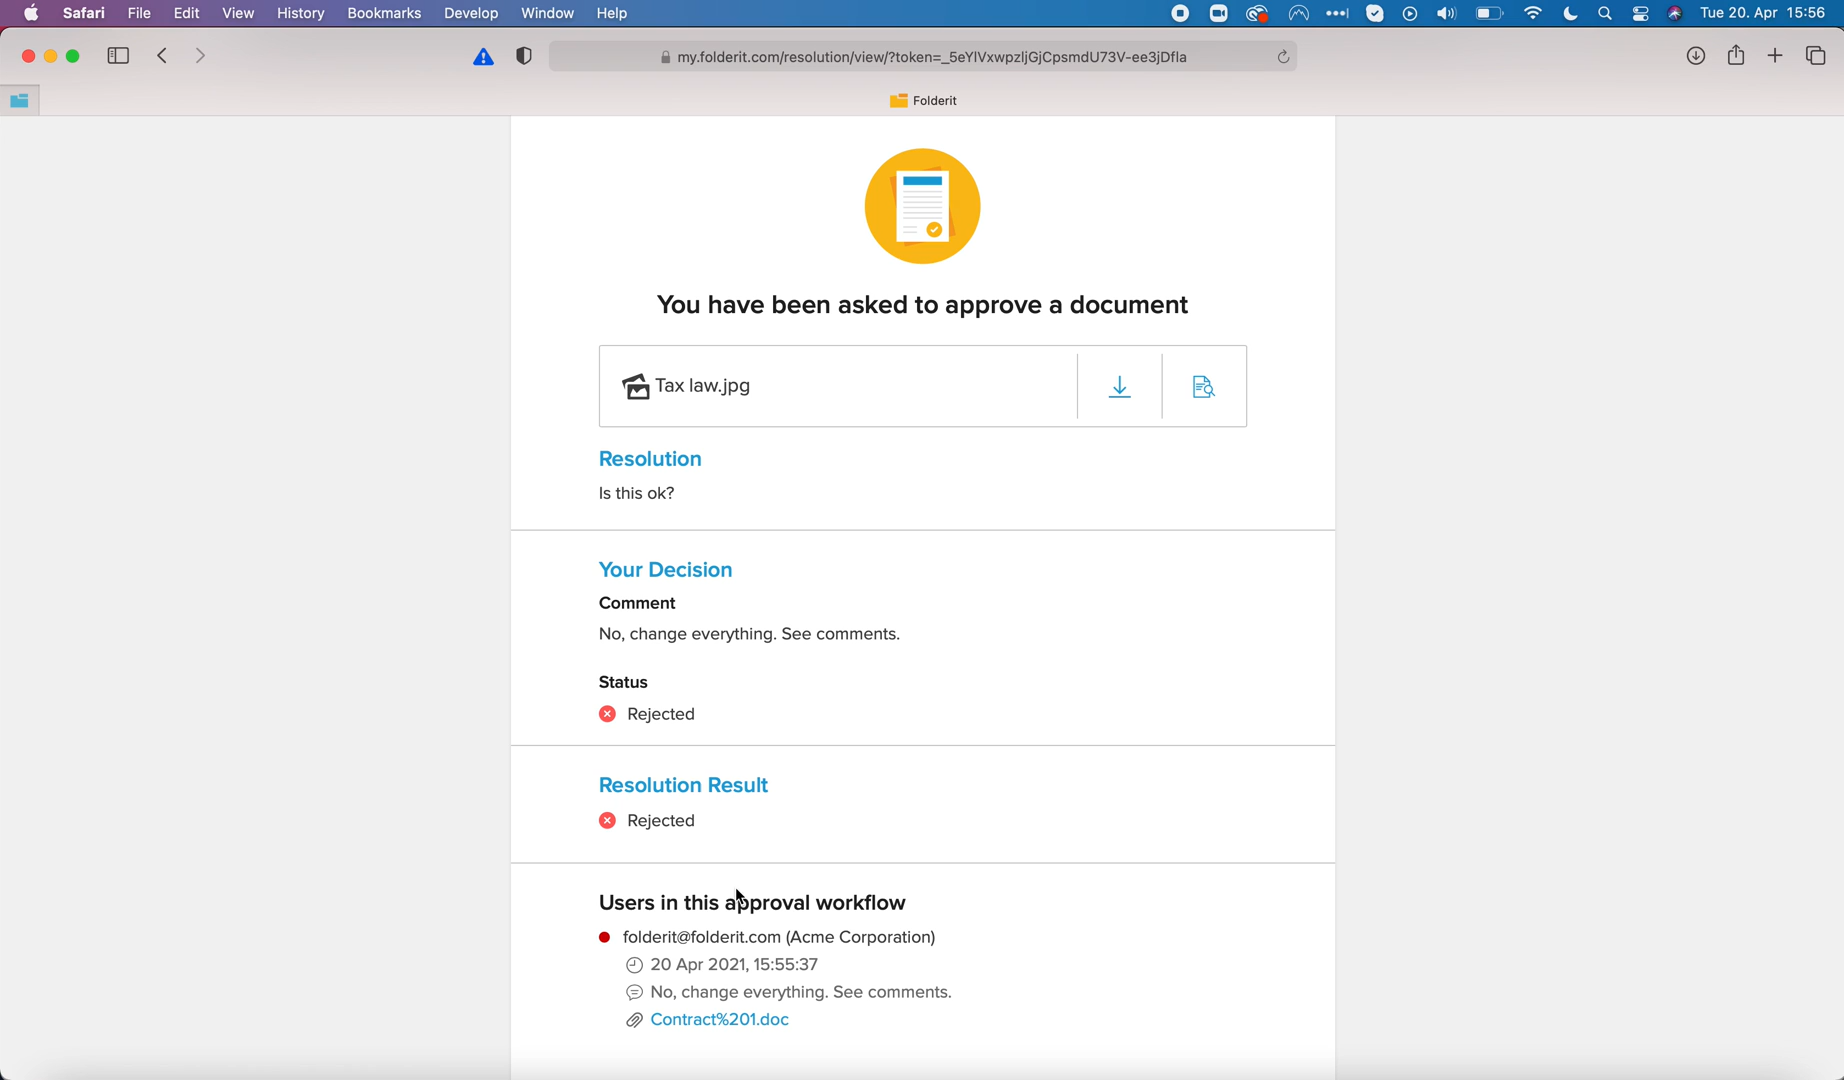 Safari File Edit View History Bookmarks Develop Window Help Tue 20. Apr 15:56
my.folderit.com/resolution/view/?token=_5eYlVxwpzljGjCpsmdU73V-ee3jDfla
Folderit
You have been asked to approve a document
Tax law.jpg
Resolution
Is this ok?
Your Decision
Comment
No, change everything. See comments.
Status
Rejected
Resolution Result
Rejected
Users in this approval workflow
folderit@folderit.com (Acme Corporation)
20 Apr 2021, 15:55:37
No, change everything. See comments.
Contract%201.doc